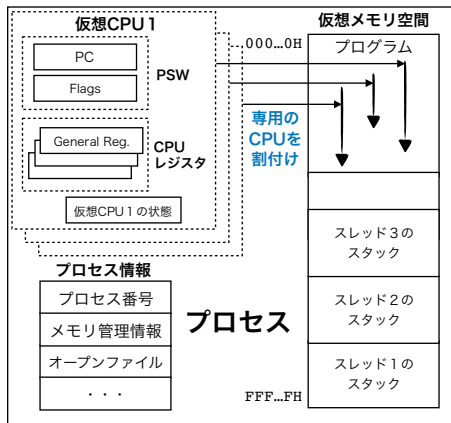 仮想CPU１
PC
Flags
PSW
General Reg.
CPU
レジスタ
仮想CPU１の状態
プロセス情報
プロセス番号
メモリ管理情報
オープンファイル
・・・
プロセス
専用の
CPUを
割付け
仮想メモリ空間
000…0H
プログラム
スレッド３の
スタック
スレッド２の
スタック
スレッド１の
スタック
FFF…FH